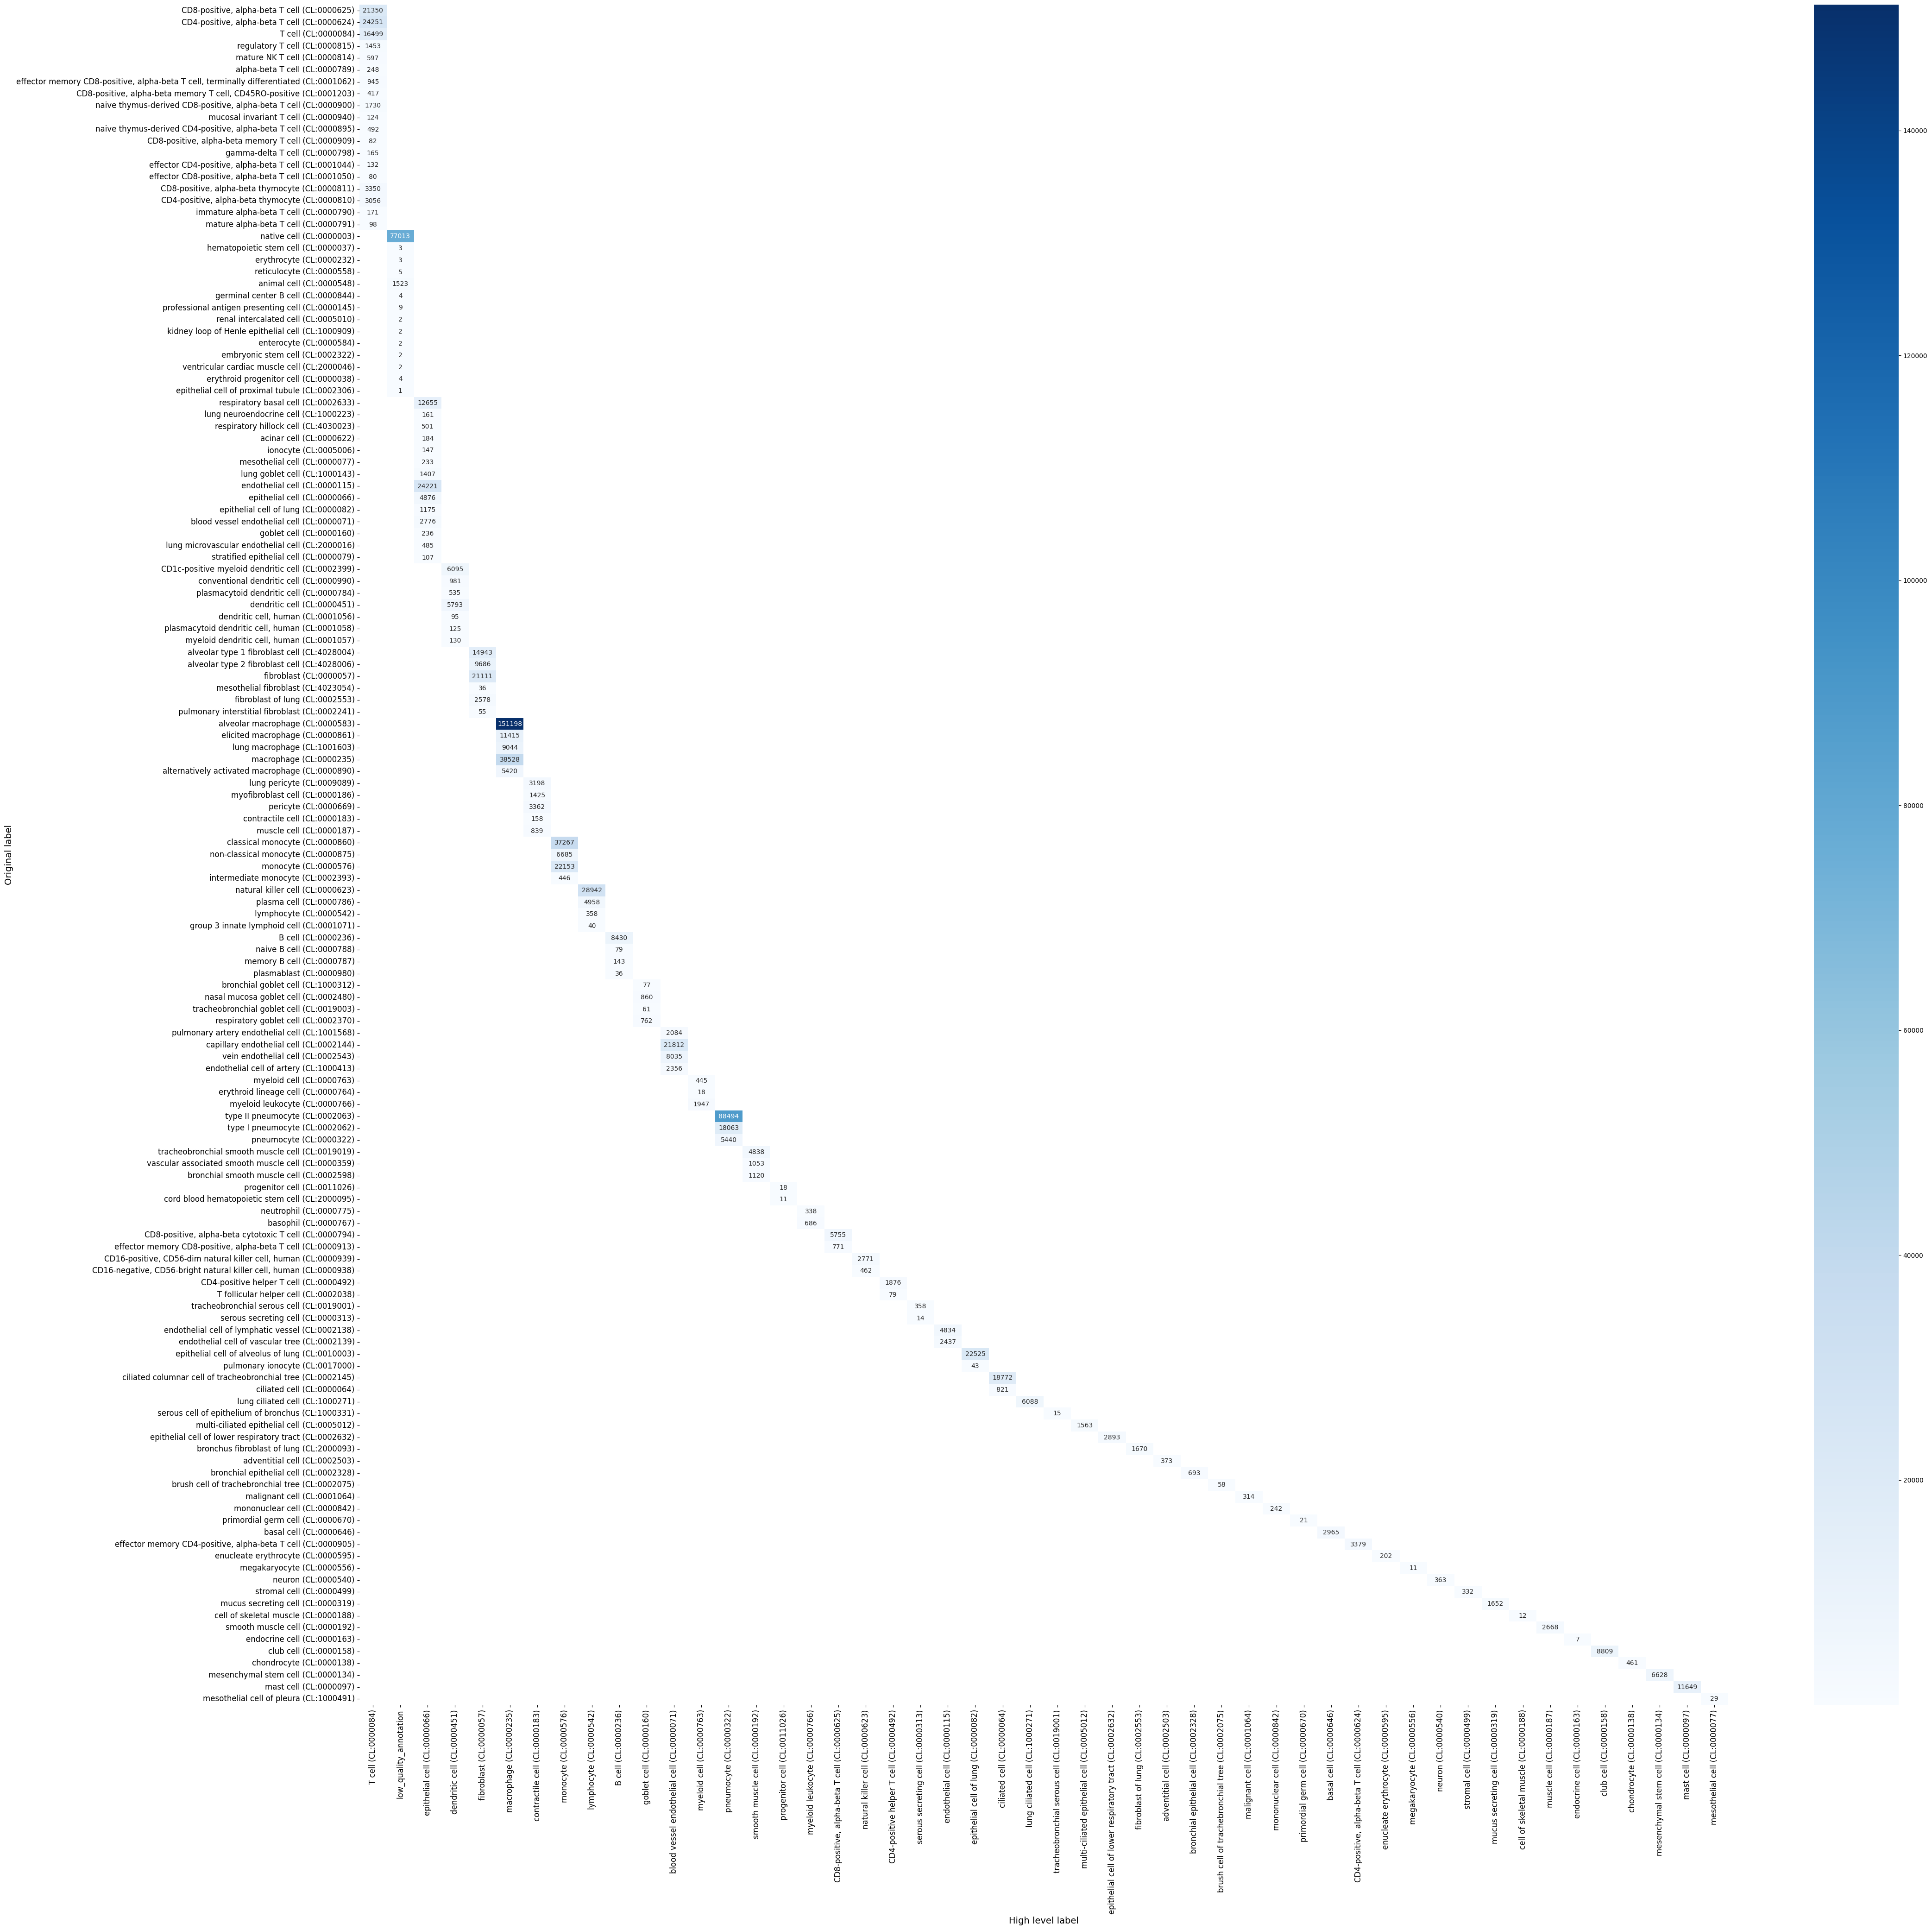 CD8-positive, alpha-beta T cell (CL:0000625) 21350
CD4-positive, alpha-beta T cell (CL:0000624) 24251
T cell (CL:0000084) 16499
regulatory T cell (CL:0000815) 1453
mature NK T cell (CL:0000814) 597
alpha-beta T cell (CL:0000789) 248
effector memory CD8-positive, alpha-beta T cell, terminally differentiated (CL:0001062) 945
CD8-positive, alpha-beta memory T cell, CD45RO-positive (CL:0001203) 417
naive thymus-derived CD8-positive, alpha-beta T cell (CL:0000900) 1730
mucosal invariant T cell (CL:0000940) 124
naive thymus-derived CD4-positive, alpha-beta T cell (CL:0000895) 492
CD8-positive, alpha-beta memory T cell (CL:0000909) 82
gamma-delta T cell (CL:0000798) 165
effector CD4-positive, alpha-beta T cell (CL:0001044) 132
effector CD8-positive, alpha-beta T cell (CL:0001050) 80
CD8-positive, alpha-beta thymocyte (CL:0000811) 3350
CD4-positive, alpha-beta thymocyte (CL:0000810) 3056
immature alpha-beta T cell (CL:0000790) 171
mature alpha-beta T cell (CL:0000791) 98
native cell (CL:0000003) 77013
hematopoietic stem cell (CL:0000037) 3
erythrocyte (CL:0000232) 3
reticulocyte (CL:0000558) 5
animal cell (CL:0000548) 1523
germinal center B cell (CL:0000844) 4
professional antigen presenting cell (CL:0000145) 9
renal intercalated cell (CL:0005010) 2
kidney loop of Henle epithelial cell (CL:1000909) 2
enterocyte (CL:0000584) 2
embryonic stem cell (CL:0002322) 2
ventricular cardiac muscle cell (CL:2000046) 2
erythroid progenitor cell (CL:0000038) 4
epithelial cell of proximal tubule (CL:0002306) 1
respiratory basal cell (CL:0002633) 12655
lung neuroendocrine cell (CL:1000223) 161
respiratory hillock cell (CL:4030023) 501
acinar cell (CL:0000622) 184
ionocyte (CL:0005006) 147
mesothelial cell (CL:0000077) 233
lung goblet cell (CL:1000143) 1407
endothelial cell (CL:0000115) 24221
epithelial cell (CL:0000066) 4876
epithelial cell of lung (CL:0000082) 1175
blood vessel endothelial cell (CL:0000071) 2776
goblet cell (CL:0000160) 236
lung microvascular endothelial cell (CL:2000016) 485
stratified epithelial cell (CL:0000079) 107
CD1c-positive myeloid dendritic cell (CL:0002399) 6095
conventional dendritic cell (CL:0000990) 981
plasmacytoid dendritic cell (CL:0000784) 535
dendritic cell (CL:0000451) 5793
dendritic cell, human (CL:0001056) 95
plasmacytoid dendritic cell, human (CL:0001058) 125
myeloid dendritic cell, human (CL:0001057) 130
alveolar type 1 fibroblast cell (CL:4028004) 14943
alveolar type 2 fibroblast cell (CL:4028006) 9686
fibroblast (CL:0000057) 21111
mesothelial fibroblast (CL:4023054) 36
fibroblast of lung (CL:0002553) 2578
pulmonary interstitial fibroblast (CL:0002241) 55
alveolar macrophage (CL:0000583) 151198
elicited macrophage (CL:0000861) 11415
lung macrophage (CL:1001603) 9044
macrophage (CL:0000235) 38528
alternatively activated macrophage (CL:0000890) 5420
lung pericyte (CL:0009089) 3198
myofibroblast cell (CL:0000186) 1425
pericyte (CL:0000669) 3362
contractile cell (CL:0000183) 158
muscle cell (CL:0000187) 839
classical monocyte (CL:0000860) 37267
non-classical monocyte (CL:0000875) 6685
monocyte (CL:0000576) 22153
intermediate monocyte (CL:0002393) 446
natural killer cell (CL:0000623) 28942
plasma cell (CL:0000786) 4958
lymphocyte (CL:0000542) 358
group 3 innate lymphoid cell (CL:0001071) 40
B cell (CL:0000236) 8430
naive B cell (CL:0000788) 79
memory B cell (CL:0000787) 143
plasmablast (CL:0000980) 36
bronchial goblet cell (CL:1000312) 77
nasal mucosa goblet cell (CL:0002480) 860
tracheobronchial goblet cell (CL:0019003) 61
respiratory goblet cell (CL:0002370) 762
pulmonary artery endothelial cell (CL:1001568) 2084
capillary endothelial cell (CL:0002144) 21812
vein endothelial cell (CL:0002543) 8035
endothelial cell of artery (CL:1000413) 2356
myeloid cell (CL:0000763) 445
erythroid lineage cell (CL:0000764) 18
myeloid leukocyte (CL:0000766) 1947
type II pneumocyte (CL:0002063) 88494
type I pneumocyte (CL:0002062) 18063
pneumocyte (CL:0000322) 5440
tracheobronchial smooth muscle cell (CL:0019019) 4838
vascular associated smooth muscle cell (CL:0000359) 1053
bronchial smooth muscle cell (CL:0002598) 1120
progenitor cell (CL:0011026) 18
cord blood hematopoietic stem cell (CL:2000095) 11
neutrophil (CL:0000775) 338
basophil (CL:0000767) 686
CD8-positive, alpha-beta cytotoxic T cell (CL:0000794) 5755
effector memory CD8-positive, alpha-beta T cell (CL:0000913) 771
CD16-positive, CD56-dim natural killer cell, human (CL:0000939) 2771
CD16-negative, CD56-bright natural killer cell, human (CL:0000938) 462
CD4-positive helper T cell (CL:0000492) 1876
T follicular helper cell (CL:0002038) 79
tracheobronchial serous cell (CL:0019001) 358
serous secreting cell (CL:0000313) 14
endothelial cell of lymphatic vessel (CL:0002138) 4834
endothelial cell of vascular tree (CL:0002139) 2437
epithelial cell of alveolus of lung (CL:0010003) 22525
pulmonary ionocyte (CL:0017000) 43
ciliated columnar cell of tracheobronchial tree (CL:0002145) 18772
ciliated cell (CL:0000064) 821
lung ciliated cell (CL:1000271) 6088
serous cell of epithelium of bronchus (CL:1000331) 15
multi-ciliated epithelial cell (CL:0005012) 1563
epithelial cell of lower respiratory tract (CL:0002632) 2893
bronchus fibroblast of lung (CL:2000093) 1670
adventitial cell (CL:0002503) 373
bronchial epithelial cell (CL:0002328) 693
brush cell of trachebronchial tree (CL:0002075) 58
malignant cell (CL:0001064) 314
mononuclear cell (CL:0000842) 242
primordial germ cell (CL:0000670) 21
basal cell (CL:0000646) 2965
effector memory CD4-positive, alpha-beta T cell (CL:0000905) 3379
enucleate erythrocyte (CL:0000595) 202
megakaryocyte (CL:0000556) 11
neuron (CL:0000540) 363
stromal cell (CL:0000499) 332
mucus secreting cell (CL:0000319) 1652
cell of skeletal muscle (CL:0000188) 12
smooth muscle cell (CL:0000192) 2668
endocrine cell (CL:0000163) 7
club cell (CL:0000158) 8809
chondrocyte (CL:0000138) 461
mesenchymal stem cell (CL:0000134) 6628
mast cell (CL:0000097) 11649
mesothelial cell of pleura (CL:1000491) 29
Original label
T cell (CL:0000084)
low_quality_annotation
epithelial cell (CL:0000066)
dendritic cell (CL:0000451)
fibroblast (CL:0000057)
macrophage (CL:0000235)
contractile cell (CL:0000183)
monocyte (CL:0000576)
lymphocyte (CL:0000542)
B cell (CL:0000236)
goblet cell (CL:0000160)
blood vessel endothelial cell (CL:0000071)
myeloid cell (CL:0000763)
pneumocyte (CL:0000322)
smooth muscle cell (CL:0000192)
progenitor cell (CL:0011026)
myeloid leukocyte (CL:0000766)
CD8-positive, alpha-beta T cell (CL:0000625)
natural killer cell (CL:0000623)
CD4-positive helper T cell (CL:0000492)
serous secreting cell (CL:0000313)
endothelial cell (CL:0000115)
epithelial cell of lung (CL:0000082)
ciliated cell (CL:0000064)
lung ciliated cell (CL:1000271)
tracheobronchial serous cell (CL:0019001)
multi-ciliated epithelial cell (CL:0005012)
epithelial cell of lower respiratory tract (CL:0002632)
fibroblast of lung (CL:0002553)
adventitial cell (CL:0002503)
bronchial epithelial cell (CL:0002328)
brush cell of trachebronchial tree (CL:0002075)
malignant cell (CL:0001064)
mononuclear cell (CL:0000842)
primordial germ cell (CL:0000670)
basal cell (CL:0000646)
CD4-positive, alpha-beta T cell (CL:0000624)
enucleate erythrocyte (CL:0000595)
megakaryocyte (CL:0000556)
neuron (CL:0000540)
stromal cell (CL:0000499)
mucus secreting cell (CL:0000319)
cell of skeletal muscle (CL:0000188)
muscle cell (CL:0000187)
endocrine cell (CL:0000163)
club cell (CL:0000158)
chondrocyte (CL:0000138)
mesenchymal stem cell (CL:0000134)
mast cell (CL:0000097)
mesothelial cell (CL:0000077)
High level label
140000
120000
100000
80000
60000
40000
20000